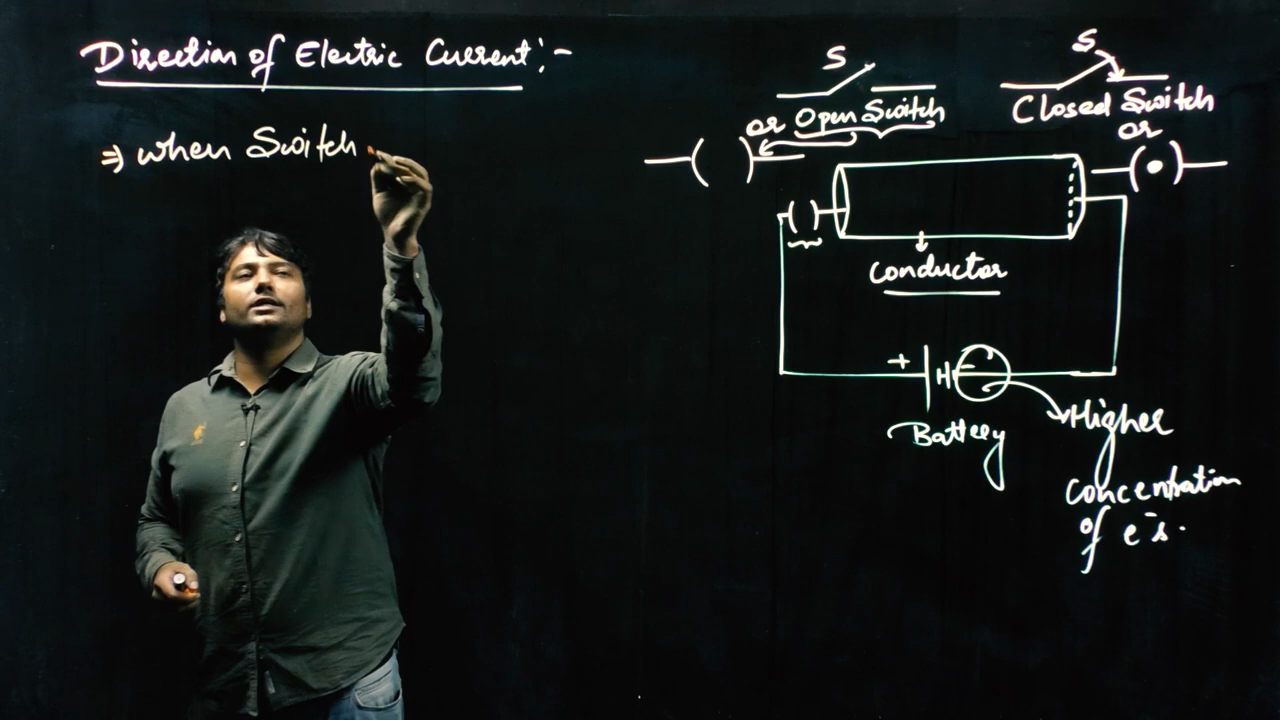 Direction of Electric Current :-
⇒ when Switch
S
Open Switch
or
S
Closed Switch
or
conductor
+
-
Battery
Higher
concentration
of e⁻s.